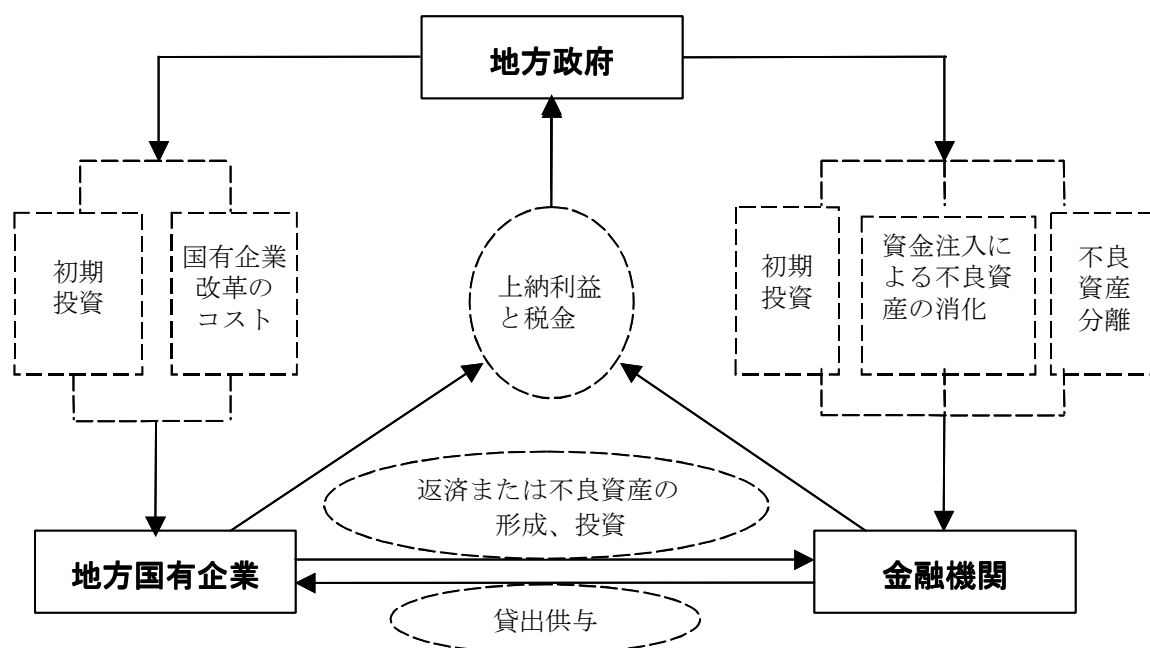 地方政府
初期
投資
国有企業
改革の
コスト
上納利益
と税金
初期
投資
資金注入に
よる不良資
産の消化
不良
資産
分離
返済または不良資産の
形成、投資
地方国有企業
金融機関
貸出供与